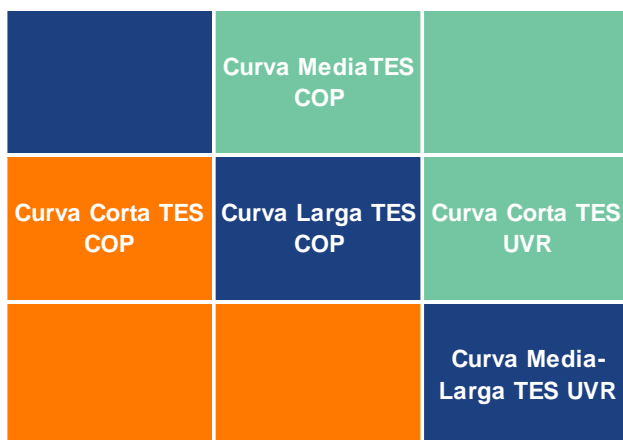 Curva MediaTES
COP
Curva Corta TES
COP
Curva Larga TES
COP
Curva Corta TES
UVR
Curva Media-
Larga TES UVR